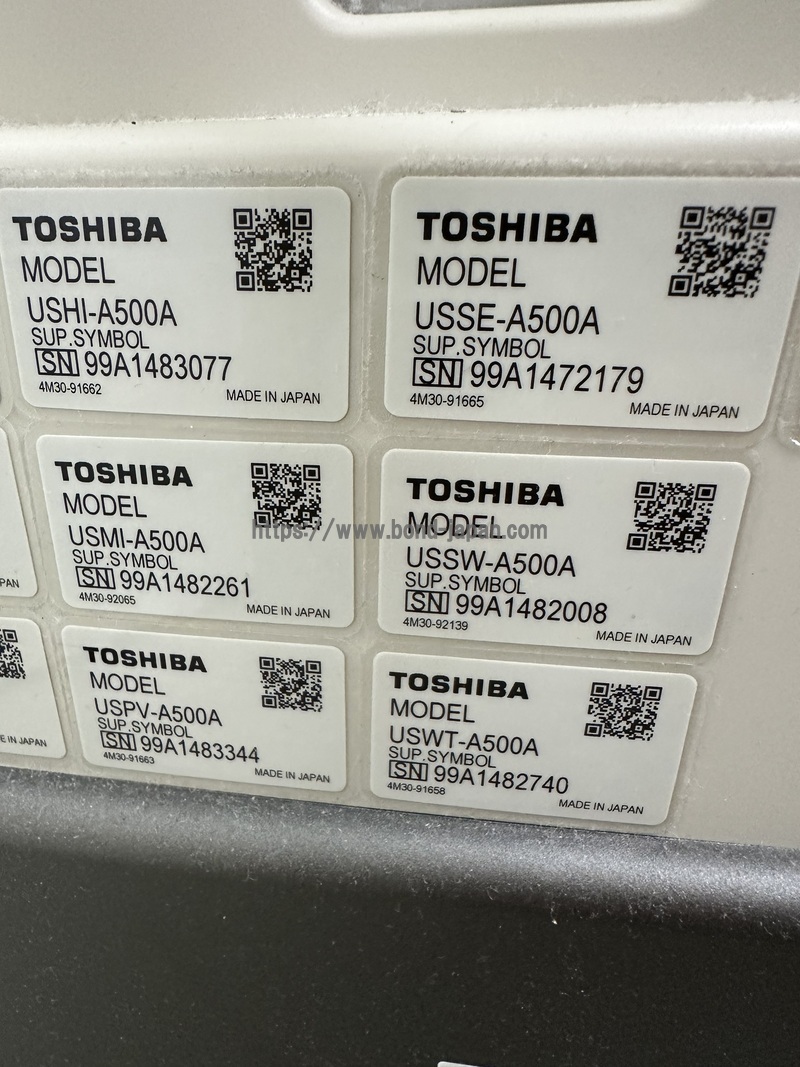 TOSHIBA
MODEL
USHI-A500A
SUP.SYMBOL
SN 99A1483077
4M30-91662
MADE IN JAPAN
TOSHIBA
MODEL
USSE-A500A
SUP.SYMBOL
SN 99A1472179
4M30-91665
MADE IN JAPAN
PAN
TOSHIBA
MODEL
USMI-A500A
SUP.SYMBOL
SN 99A1482261
4M30-92065
MADE IN JAPAN
TOSHIBA
MODEL
USSW-A500A
SUP.SYMBOL
SN 99A1482008
4M30-92139
MADE IN JAPAN
https://www.bond-japan.com
E IN JAPAN
TOSHIBA
MODEL
USPV-A500A
SUP.SYMBOL
SN 99A1483344
4M30-91663
MADE IN JAPAN
TOSHIBA
MODEL
USWT-A500A
SUP.SYMBOL
SN 99A1482740
4M30-91658
MADE IN JAPAN